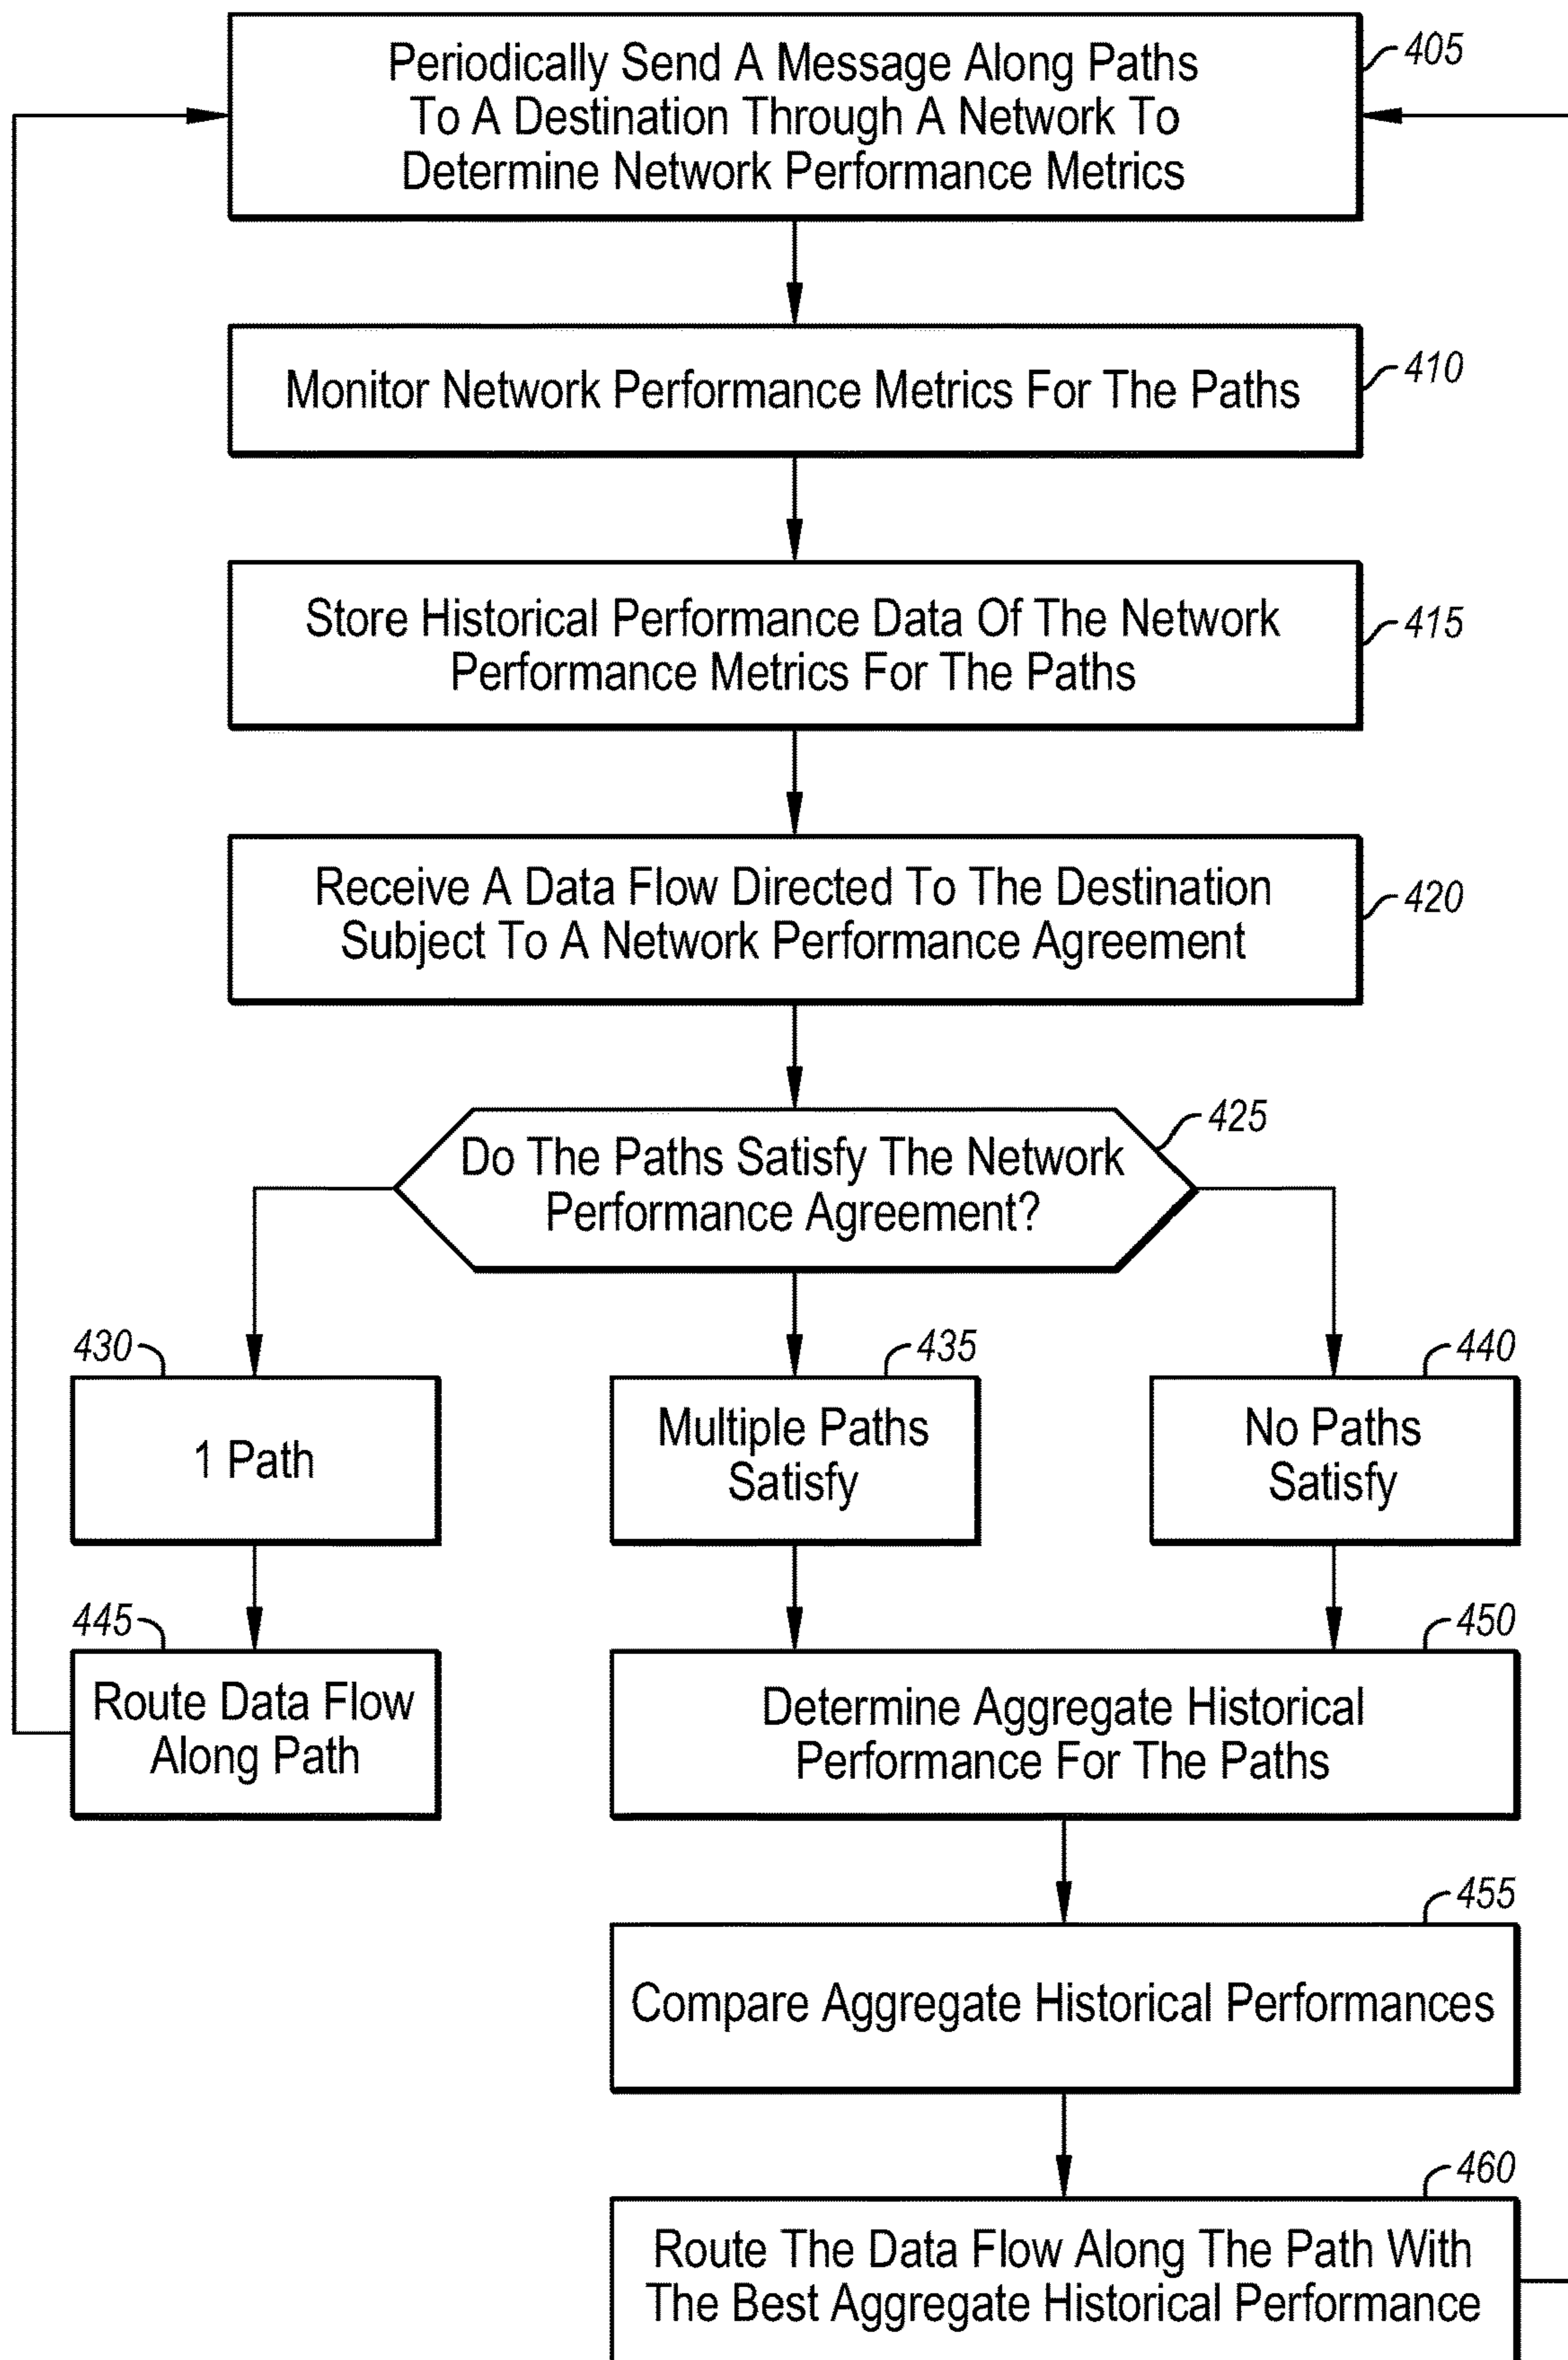 Periodically Send A Message Along Paths
To A Destination Through A Network To
Determine Network Performance Metrics
405
Monitor Network Performance Metrics For The Paths
410
Store Historical Performance Data Of The Network
Performance Metrics For The Paths
415
Receive A Data Flow Directed To The Destination
Subject To A Network Performance Agreement
420
Do The Paths Satisfy The Network
Performance Agreement?
425
430
1 Path
435
Multiple Paths
Satisfy
440
No Paths
Satisfy
445
Route Data Flow
Along Path
450
Determine Aggregate Historical
Performance For The Paths
455
Compare Aggregate Historical Performances
460
Route The Data Flow Along The Path With
The Best Aggregate Historical Performance